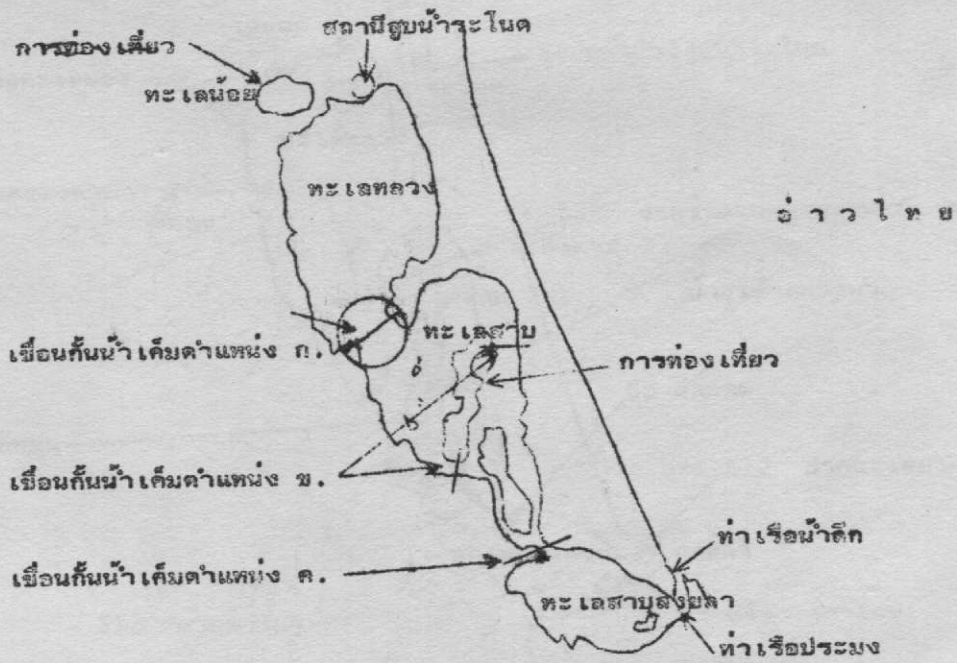 สถานีสูบน้ำระโนด
การท่องเที่ยว
ทะเลน้อย
ทะเลหลวง
อ่าวไทย
ทะเลสาบ
เขื่อนกั้นน้ำเค็มตำแหน่ง ก.
การท่องเที่ยว
เขื่อนกั้นน้ำเค็มตำแหน่ง ข.
ท่าเรือน้ำลึก
เขื่อนกั้นน้ำเค็มตำแหน่ง ค.
ทะเลสาบสงขลา
ท่าเรือประมง